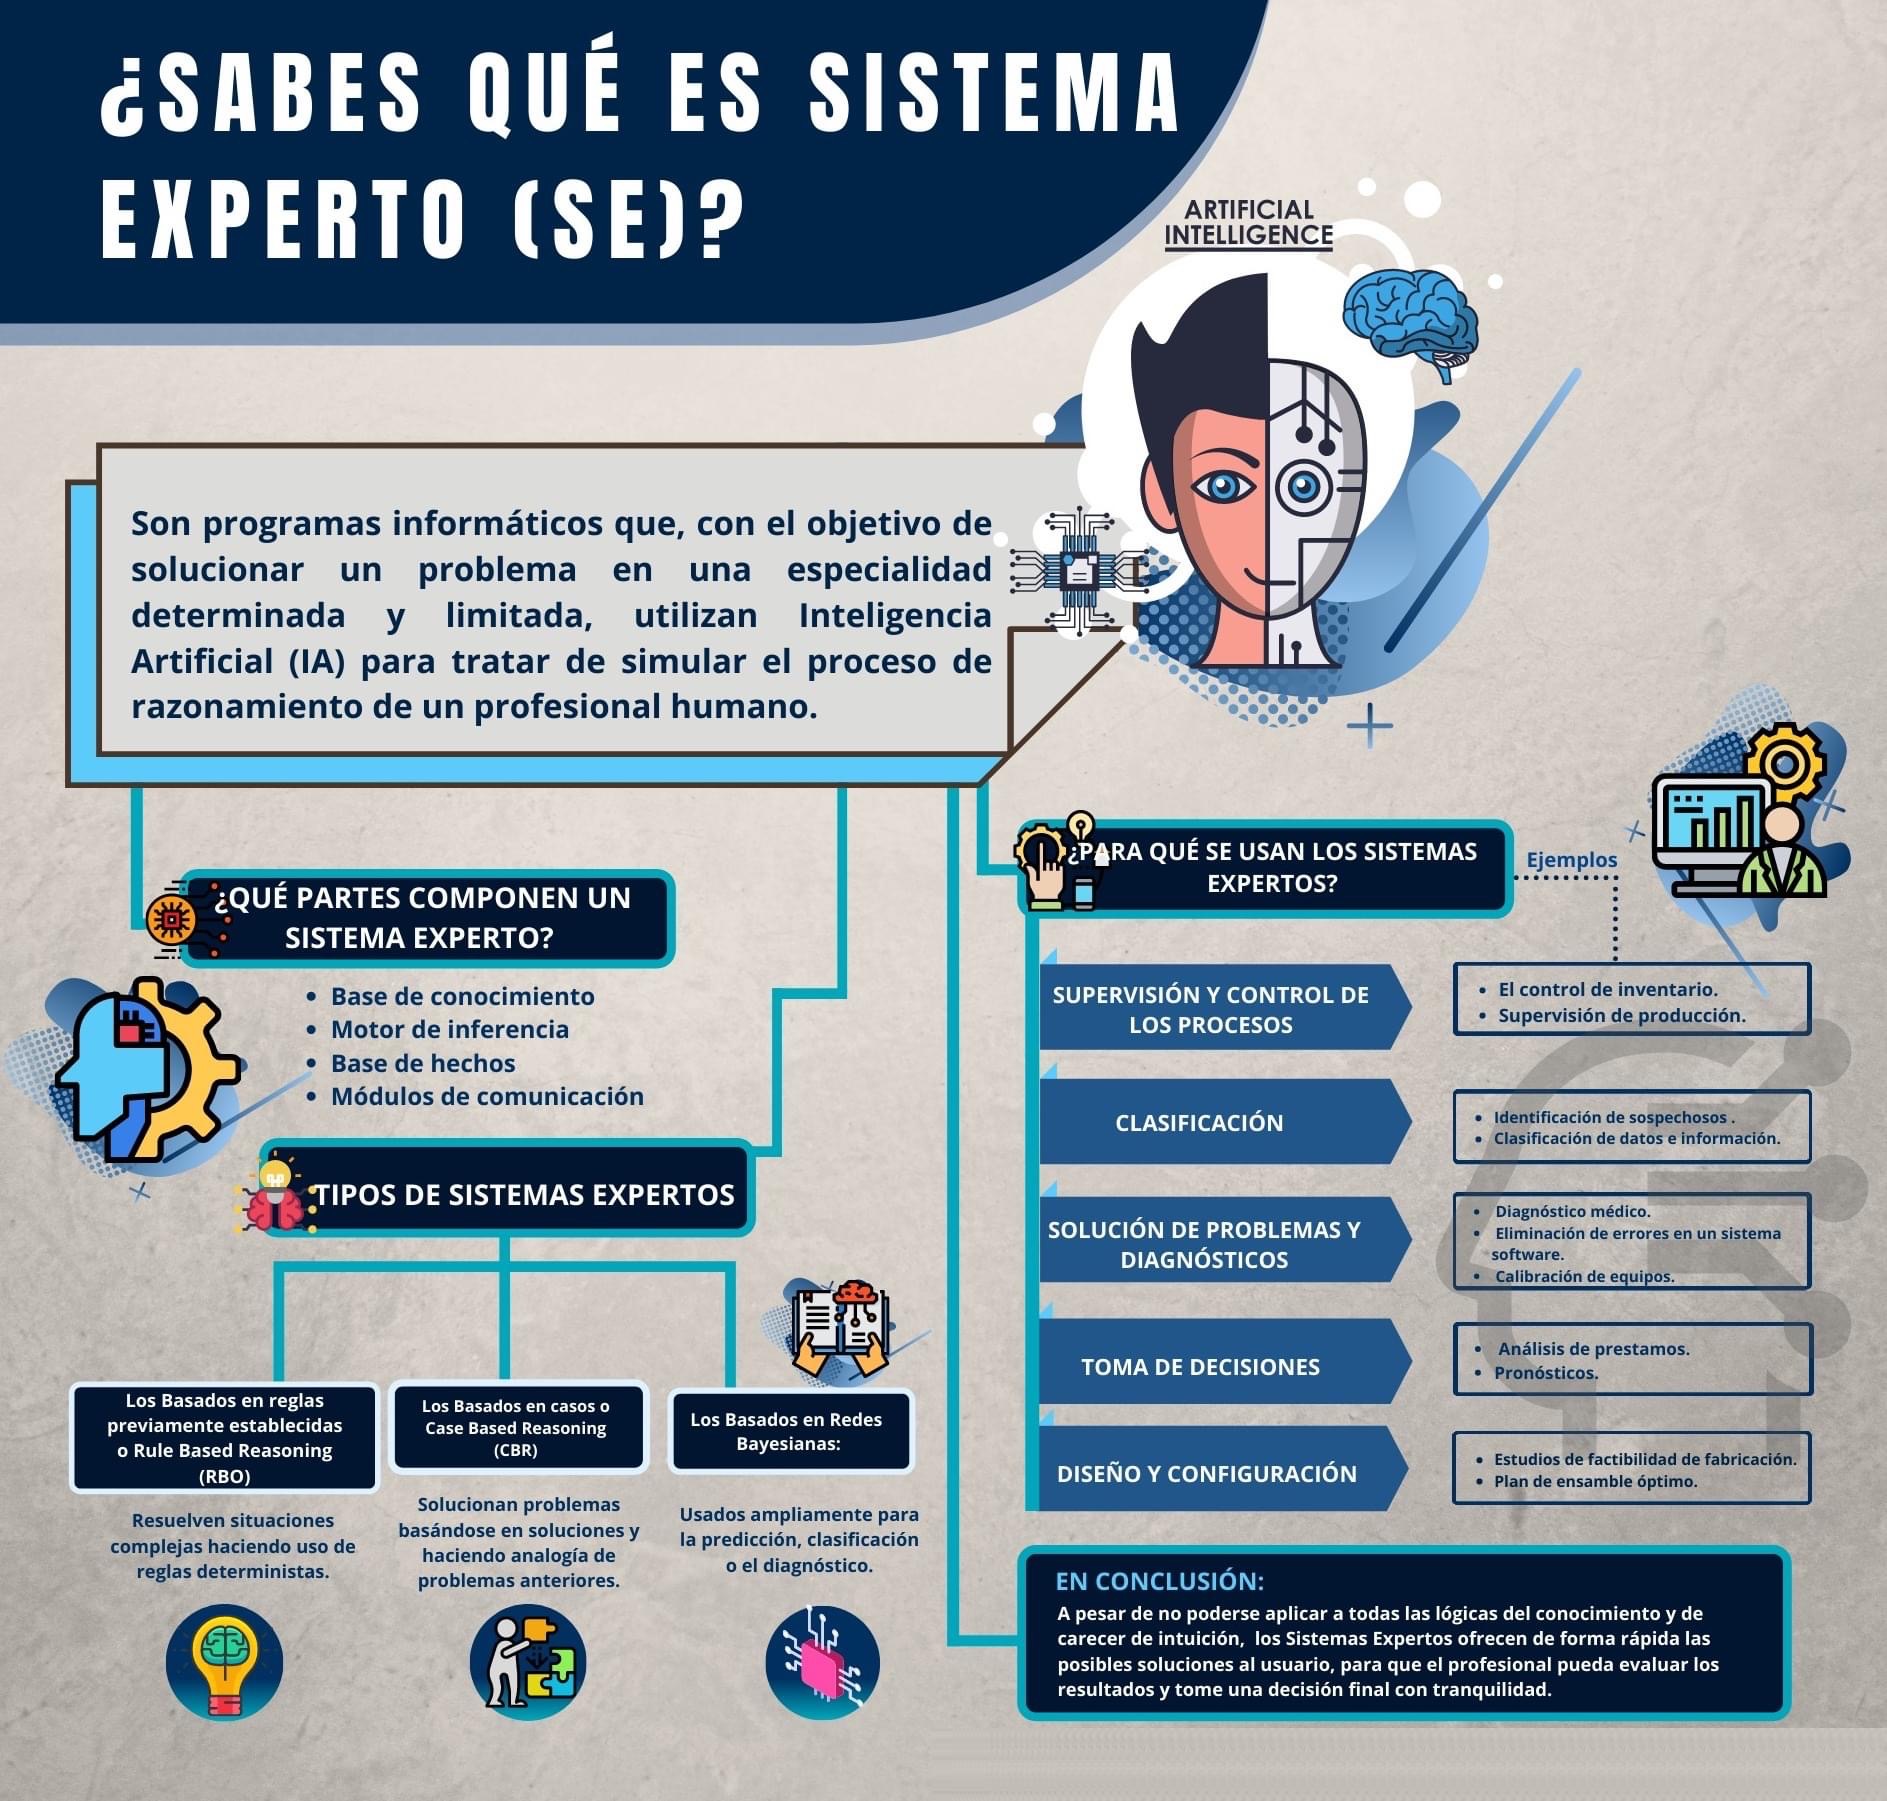 ¿SABES QUÉ ES SISTEMA
EXPERTO (SE)?
ARTIFICIAL
INTELLIGENCE
Son programas informáticos que, con el objetivo de
solucionar un problema en una especialidad
determinada y limitada, utilizan Inteligencia
Artificial (IA) para tratar de simular el proceso de
razonamiento de un profesional humano.
¿QUÉ PARTES COMPONEN UN
SISTEMA EXPERTO?
• Base de conocimiento
• Motor de inferencia
• Base de hechos
• Módulos de comunicación
TIPOS DE SISTEMAS EXPERTOS
Los Basados en reglas
previamente establecidas
o Rule Based Reasoning
(RBO)
Resuelven situaciones
complejas haciendo uso de
reglas deterministas.
Los Basados en casos o
Case Based Reasoning
(CBR)
Solucionan problemas
basándose en soluciones y
haciendo analogía de
problemas anteriores.
Los Basados en Redes
Bayesianas:
Usados ampliamente para
la predicción, clasificación
o el diagnóstico.
¿PARA QUÉ SE USAN LOS SISTEMAS
EXPERTOS?
Ejemplos
SUPERVISIÓN Y CONTROL DE
LOS PROCESOS
• El control de inventario.
• Supervisión de producción.
CLASIFICACIÓN
• Identificación de sospechosos .
• Clasificación de datos e información.
SOLUCIÓN DE PROBLEMAS Y
DIAGNÓSTICOS
• Diagnóstico médico.
• Eliminación de errores en un sistema
software.
• Calibración de equipos.
TOMA DE DECISIONES
• Análisis de prestamos.
• Pronósticos.
DISEÑO Y CONFIGURACIÓN
• Estudios de factibilidad de fabricación.
• Plan de ensamble óptimo.
EN CONCLUSIÓN:
A pesar de no poderse aplicar a todas las lógicas del conocimiento y de
carecer de intuición, los Sistemas Expertos ofrecen de forma rápida las
posibles soluciones al usuario, para que el profesional pueda evaluar los
resultados y tome una decisión final con tranquilidad.